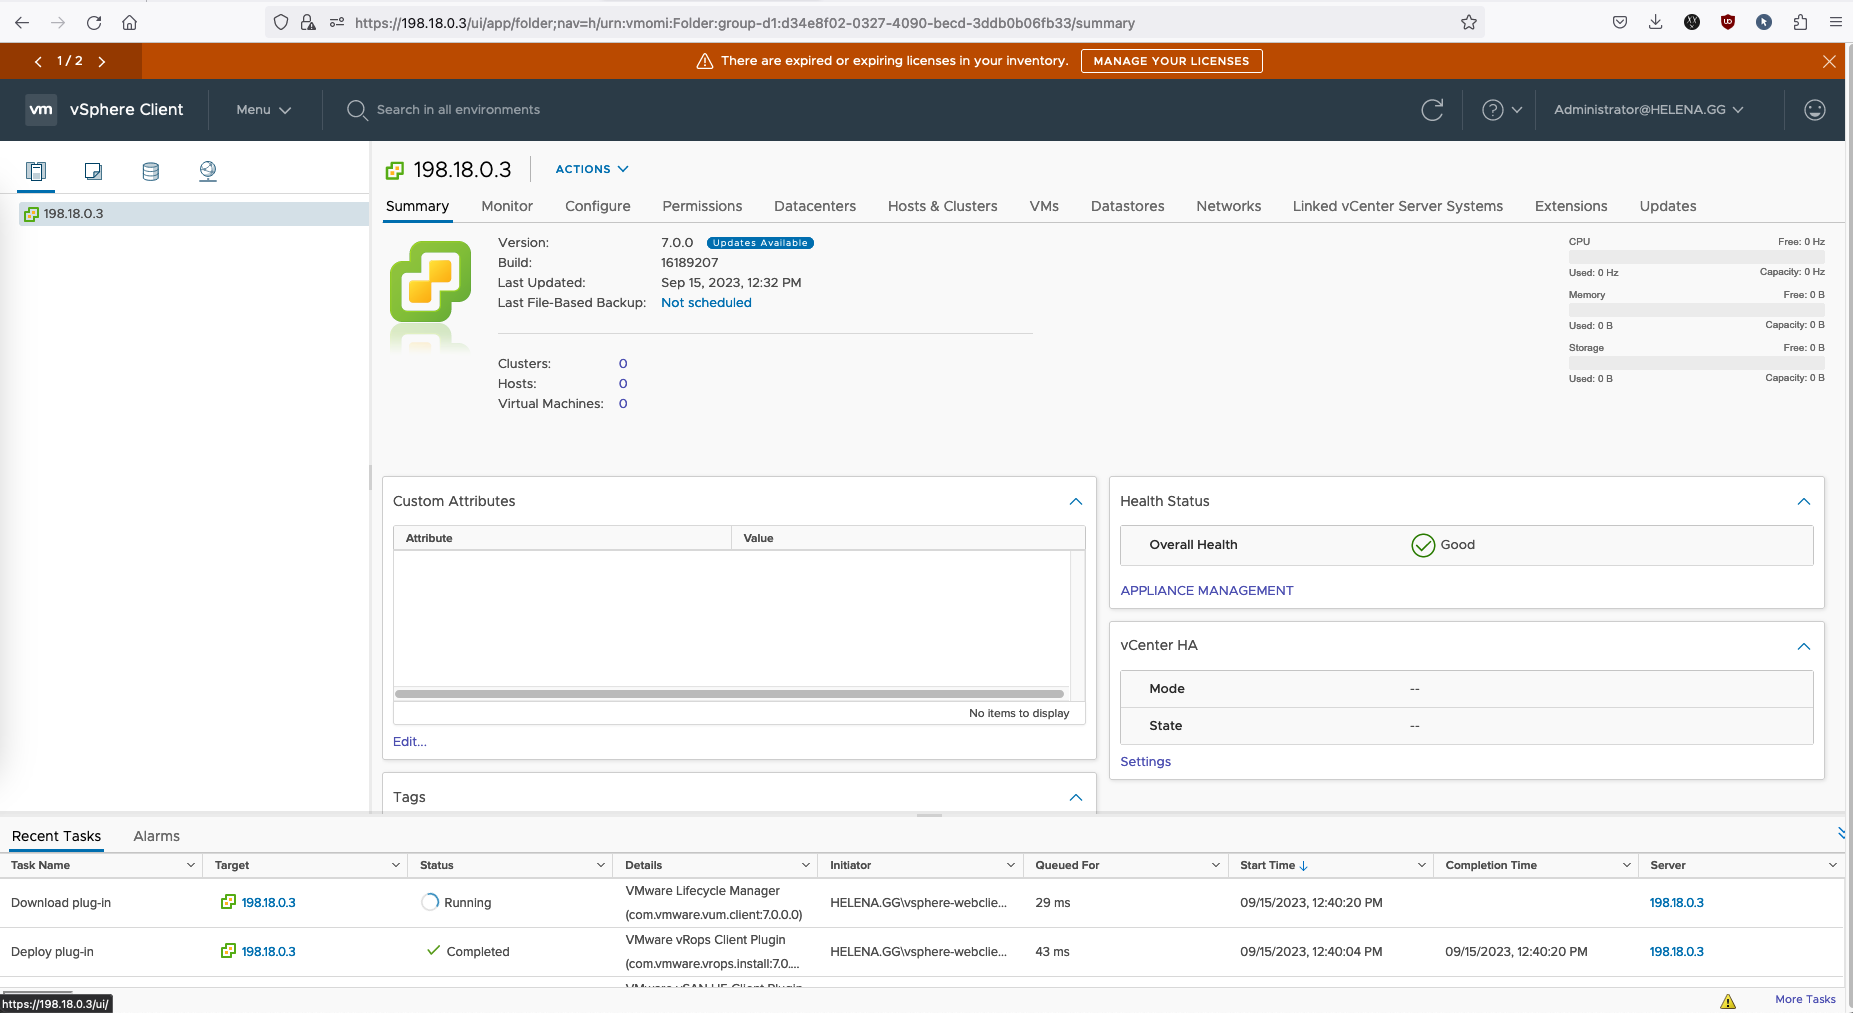 https://198.18.0.3/ui/app/folder;nav=h/urn:vmomi:Folder:group-d1:d34e8f02-0327-4090-becd-3ddb0b06fb33/summary
1 / 2
There are expired or expiring licenses in your inventory.
MANAGE YOUR LICENSES
vm vSphere Client
Menu
Search in all environments
Administrator@HELENA.GG
198.18.0.3
198.18.0.3
ACTIONS
Summary Monitor Configure Permissions Datacenters Hosts & Clusters VMs Datastores Networks Linked vCenter Server Systems Extensions Updates
Version: 7.0.0 Updates Available
Build: 16189207
Last Updated: Sep 15, 2023, 12:32 PM
Last File-Based Backup: Not scheduled
Clusters: 0
Hosts: 0
Virtual Machines: 0
CPU Free: 0 Hz
Used: 0 Hz Capacity: 0 Hz
Memory Free: 0 B
Used: 0 B Capacity: 0 B
Storage Free: 0 B
Used: 0 B Capacity: 0 B
Custom Attributes
Attribute Value
No items to display
Edit...
Tags
Health Status
Overall Health Good
APPLIANCE MANAGEMENT
vCenter HA
Mode --
State --
Settings
Recent Tasks Alarms
Task Name Target Status Details Initiator Queued For Start Time Completion Time Server
Download plug-in 198.18.0.3 Running VMware Lifecycle Manager (com.vmware.vum.client:7.0.0.0) HELENA.GG\vsphere-webclie... 29 ms 09/15/2023, 12:40:20 PM 198.18.0.3
Deploy plug-in 198.18.0.3 Completed VMware vRops Client Plugin (com.vmware.vrops.install:7.0.... HELENA.GG\vsphere-webclie... 43 ms 09/15/2023, 12:40:04 PM 09/15/2023, 12:40:20 PM 198.18.0.3
https://198.18.0.3/ui/
More Tasks